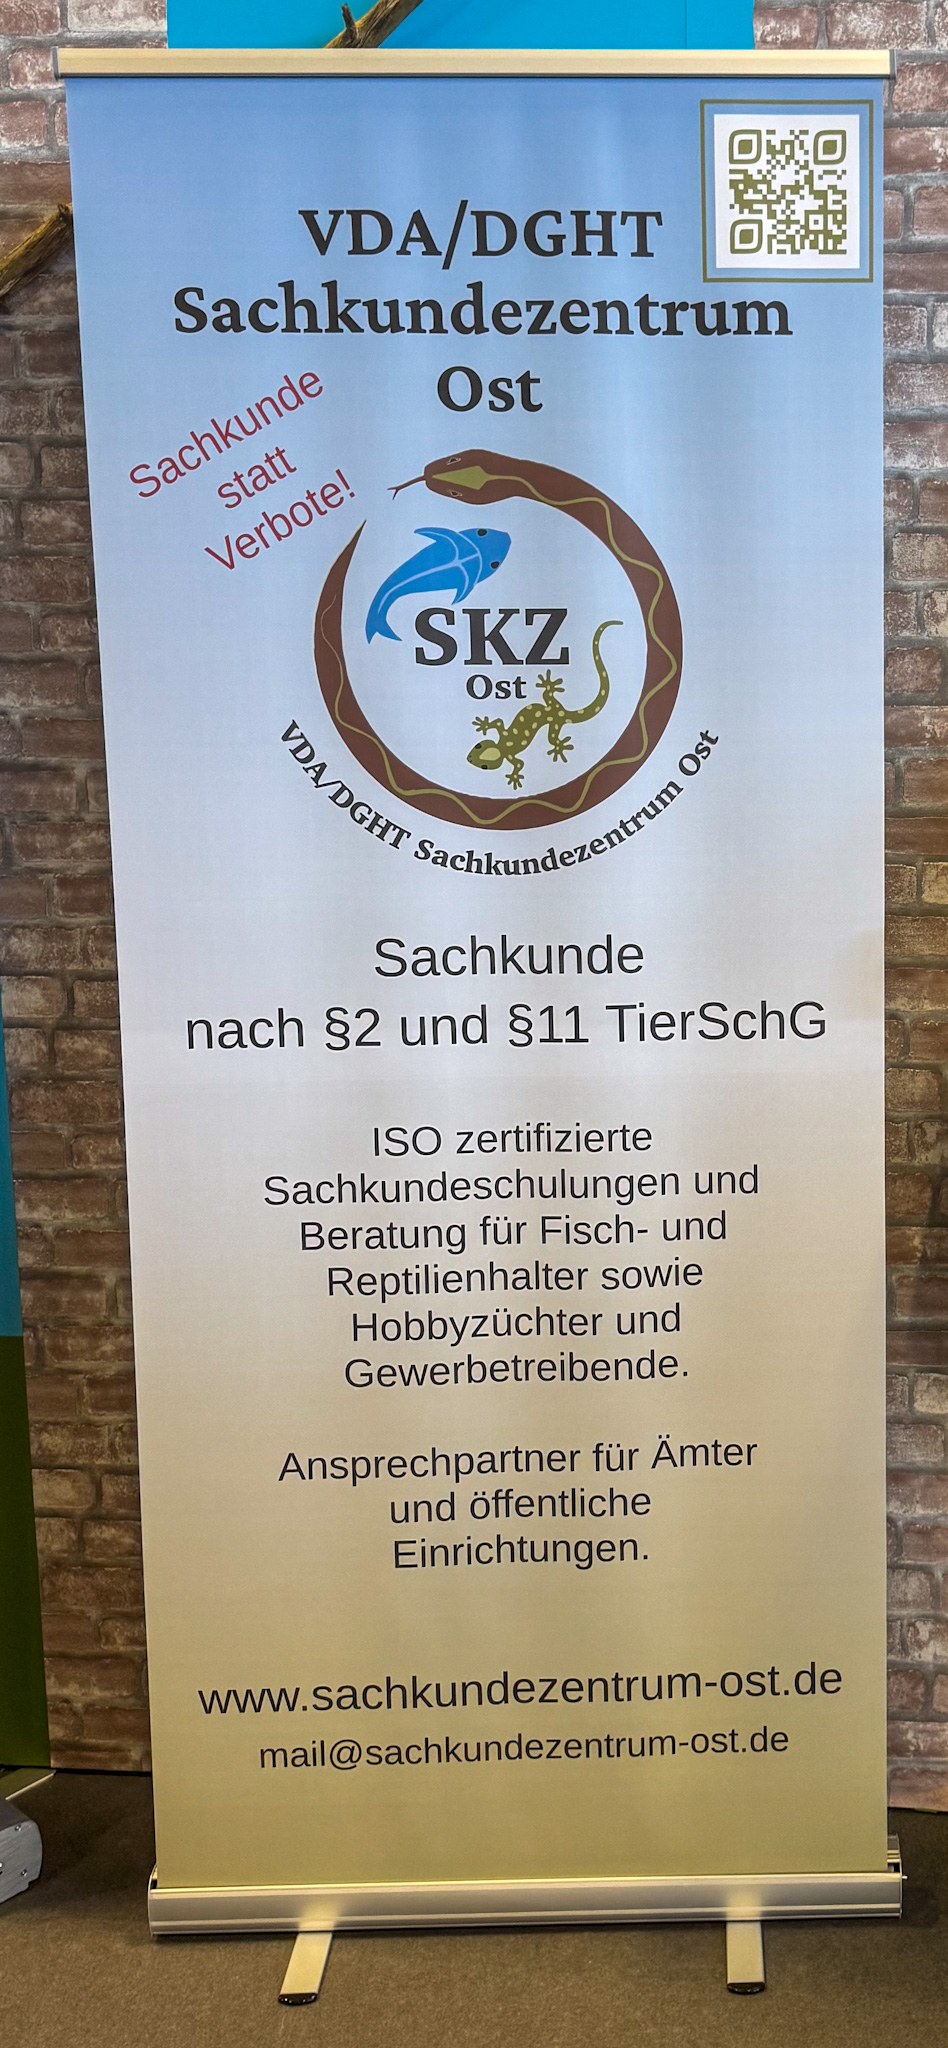 VDA/DGHT
Sachkundezentrum
Ost
Sachkunde
statt
Verbote!
SKZ
Ost
VDA/DGHT Sachkundezentrum Ost
Sachkunde
nach §2 und §11 TierSchG
ISO zertifizierte
Sachkundeschulungen und
Beratung für Fisch- und
Reptilienhalter sowie
Hobbyzüchter und
Gewerbetreibende.
Ansprechpartner für Ämter
und öffentliche
Einrichtungen.
www.sachkundezentrum-ost.de
mail@sachkundezentrum-ost.de